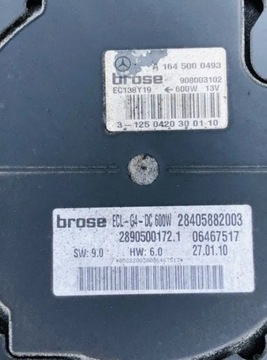 A 164 500 0493
brose 908003102
EC138Y19 ←600W 13V
3-125 0420 30 01.10
brose ECL-G4-DC 600W 28405882003
2890500172.1 06467517
SW: 9.0 HW: 6.0 27.01.10